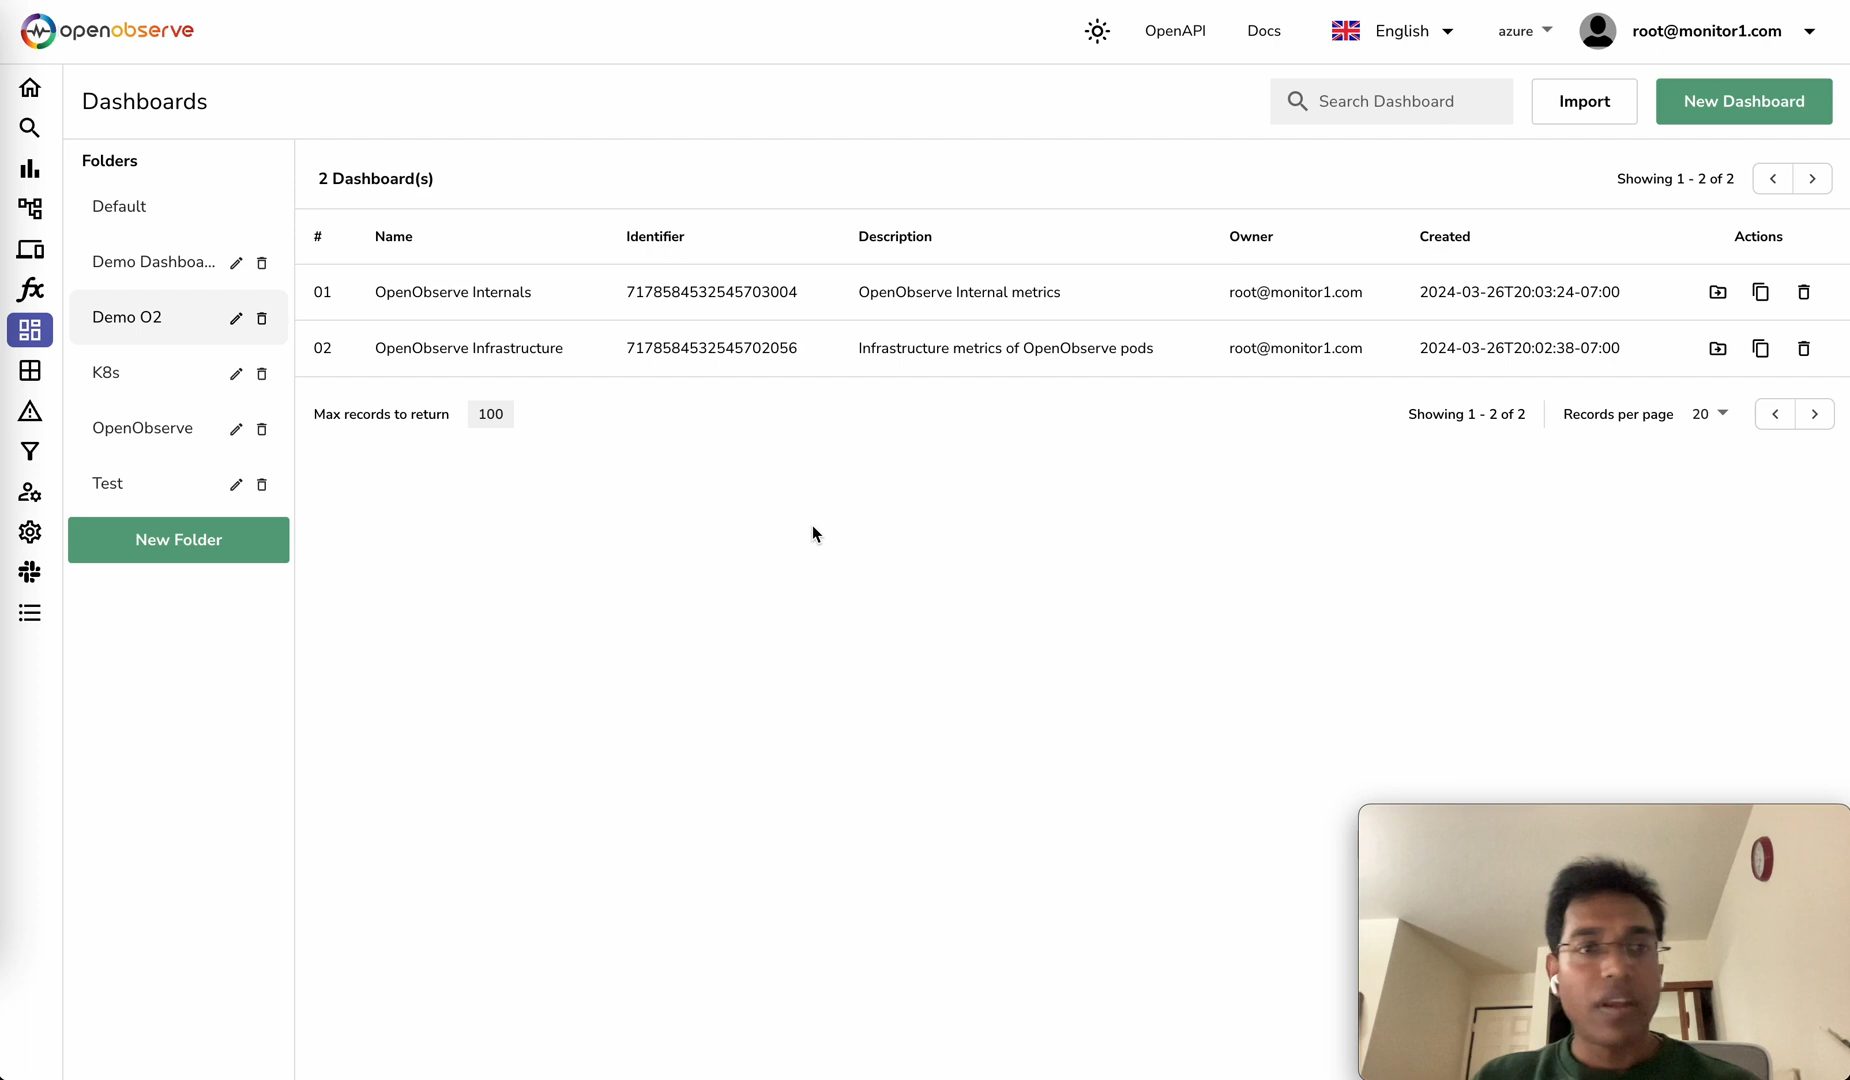 openobserve
OpenAPI
Docs
English
azure
root@monitor1.com
Dashboards
Search Dashboard
Import
New Dashboard
Folders
Default
Demo Dashboa...
Demo O2
K8s
OpenObserve
Test
New Folder
2 Dashboard(s)
Showing 1 - 2 of 2
# Name Identifier Description Owner Created Actions
01 OpenObserve Internals 7178584532545703004 OpenObserve Internal metrics root@monitor1.com 2024-03-26T20:03:24-07:00
02 OpenObserve Infrastructure 7178584532545702056 Infrastructure metrics of OpenObserve pods root@monitor1.com 2024-03-26T20:02:38-07:00
Max records to return 100
Showing 1 - 2 of 2
Records per page 20